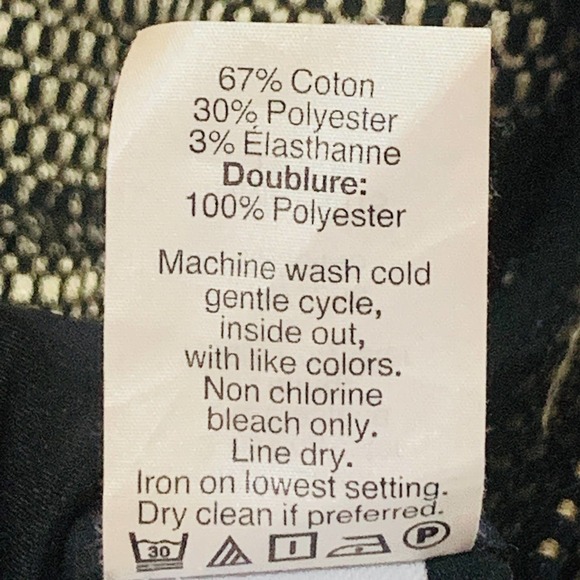 67% Coton
30% Polyester
3% Élasthanne
Doublure:
100% Polyester
Machine wash cold
gentle cycle,
inside out,
with like colors.
Non chlorine
bleach only.
Line dry.
Iron on lowest setting.
Dry clean if preferred.
30 P